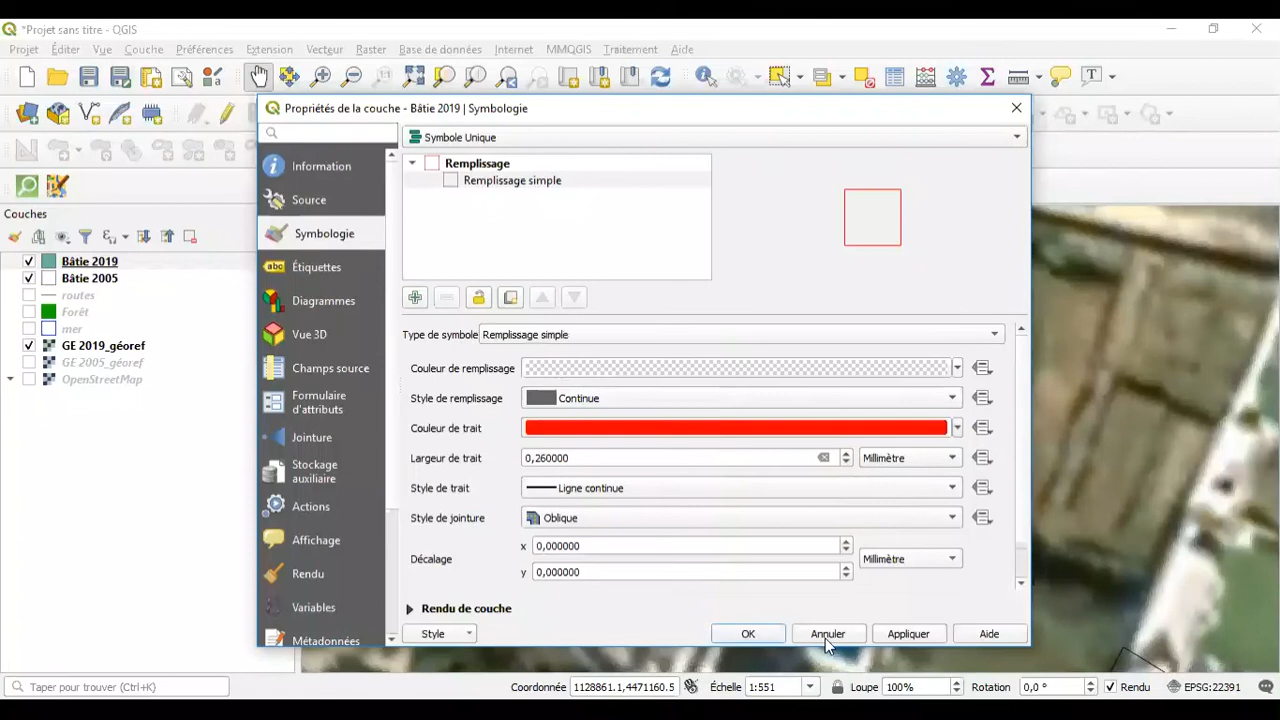 *Projet sans titre - QGIS
Projet Éditer Vue Couche Préférences Extension Vecteur Raster Base de données Internet MMQGIS Traitement Aide
Propriétés de la couche - Bâtie 2019 | Symbologie
Symbole Unique
Information
Source
Symbologie
abc Étiquettes
Diagrammes
Vue 3D
Champs source
Formulaire
d'attributs
Jointure
Stockage
auxiliaire
Actions
Affichage
Rendu
Variables
Métadonnées
Couches
Bâtie 2019
Bâtie 2005
routes
Forêt
mer
GE 2019_géoref
GE 2005_géoref
OpenStreetMap
Remplissage
Remplissage simple
Type de symbole Remplissage simple
Couleur de remplissage
Style de remplissage Continue
Couleur de trait
Largeur de trait 0,260000 Millimètre
Style de trait Ligne continue
Style de jointure Oblique
Décalage x 0,000000 Millimètre
y 0,000000
Rendu de couche
Style OK Annuler Appliquer Aide
Taper pour trouver (Ctrl+K) Coordonnée 1128861.1,4471160.5 Échelle 1:551 Loupe 100% Rotation 0,0 ° Rendu EPSG:22391